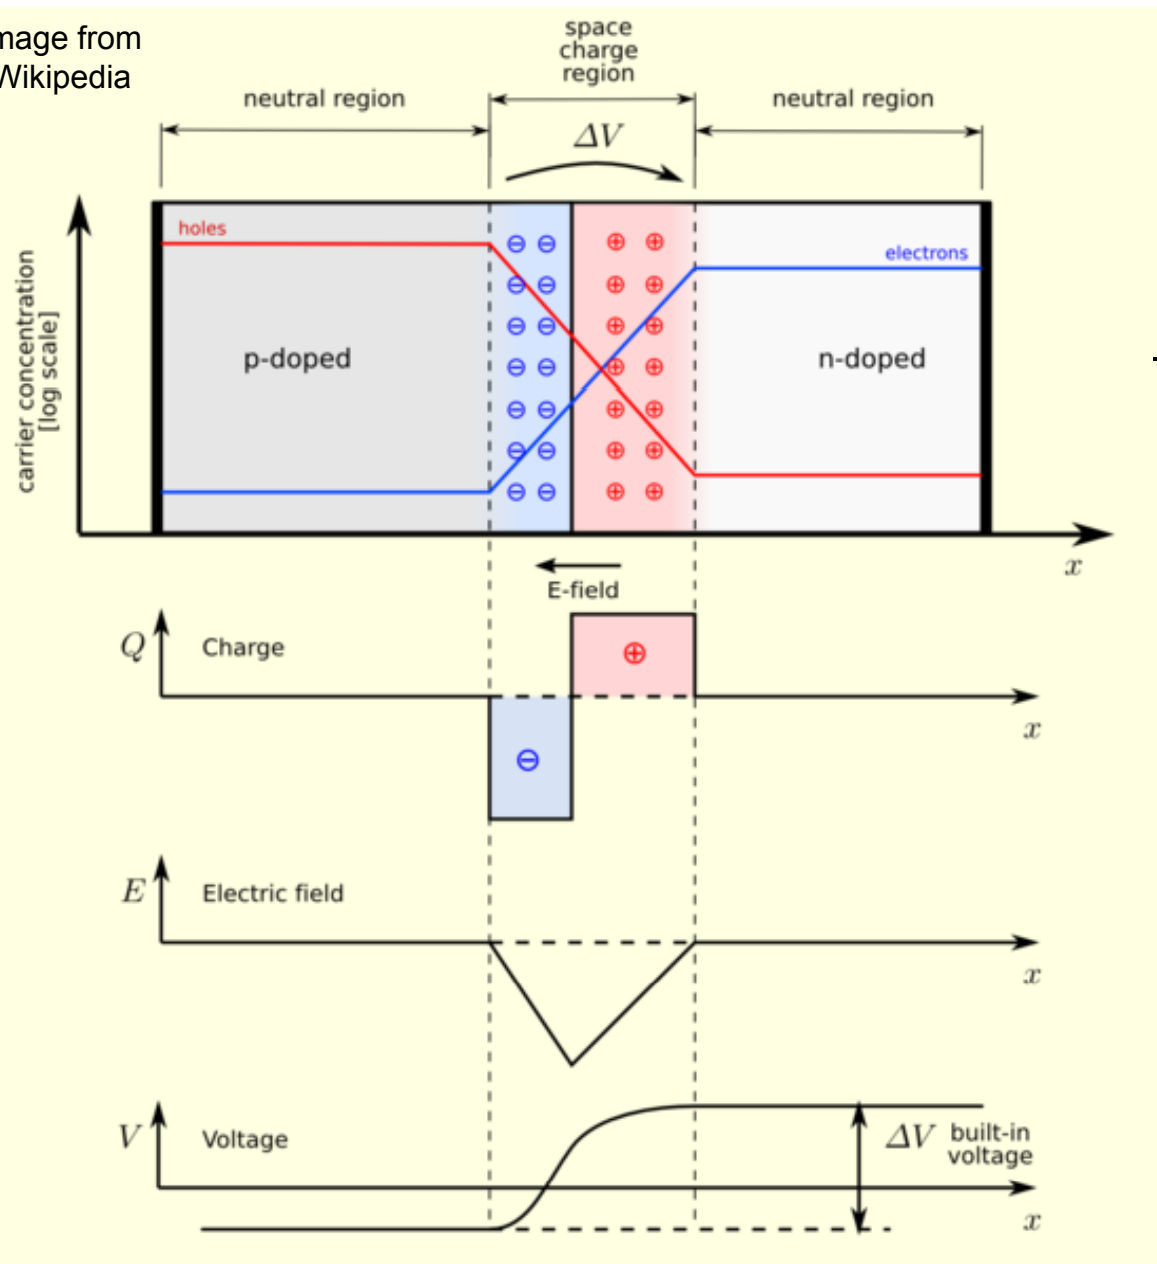 mage from
Wikipedia
space
charge
region
neutral region
neutral region
ΔV
holes
electrons
carrier concentration
[log scale]
p-doped
n-doped
x
E-field
Q
Charge
x
E
Electric field
x
V
Voltage
ΔV
built-in
voltage
x